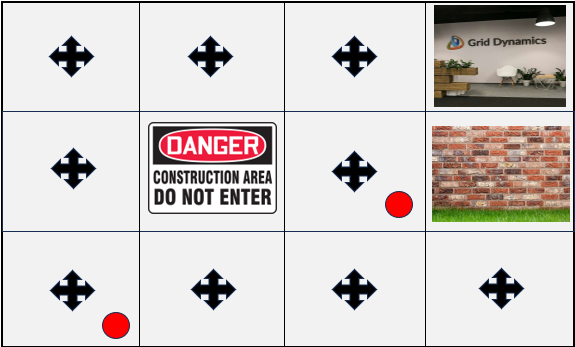 Grid Dynamics
DANGER
CONSTRUCTION AREA
DO NOT ENTER